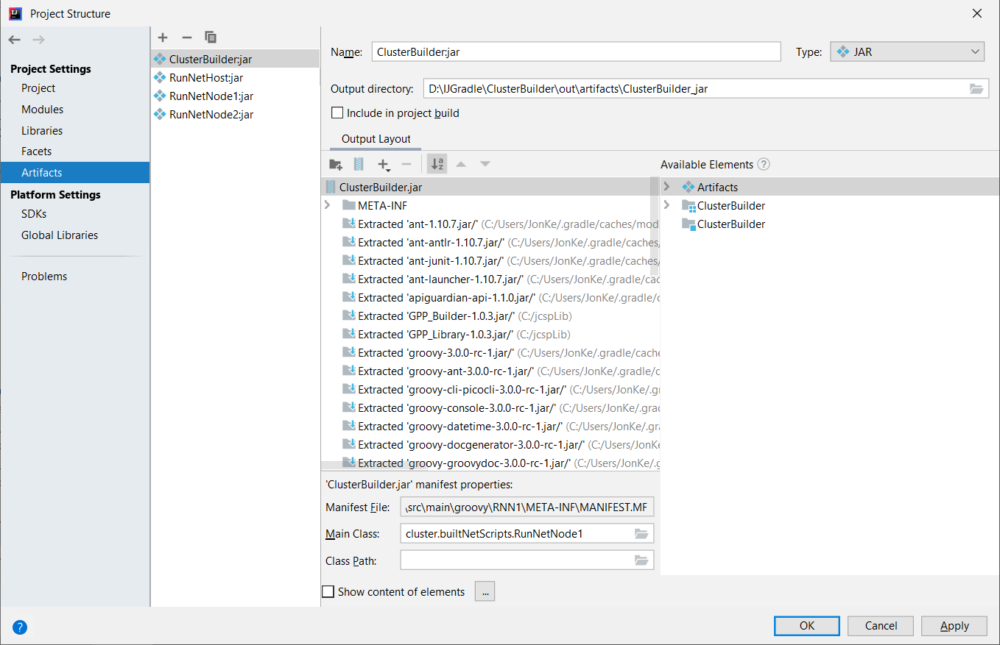 Project Structure
Project Settings
Project
Modules
Libraries
Facets
Artifacts
Platform Settings
SDKs
Global Libraries
Problems
ClusterBuilder:jar
RunNetHost:jar
RunNetNode1:jar
RunNetNode2:jar
Name: ClusterBuilder:jar Type: JAR
Output directory: D:\IJGradle\ClusterBuilder\out\artifacts\ClusterBuilder_jar
Include in project build
Output Layout
Available Elements ?
ClusterBuilder.jar
META-INF
Extracted 'ant-1.10.7.jar/' (C:/Users/JonKe/.gradle/caches/mod
Extracted 'ant-antlr-1.10.7.jar/' (C:/Users/JonKe/.gradle/caches/
Extracted 'ant-junit-1.10.7.jar/' (C:/Users/JonKe/.gradle/caches/
Extracted 'ant-launcher-1.10.7.jar/' (C:/Users/JonKe/.gradle/cac
Extracted 'apiguardian-api-1.1.0.jar/' (C:/Users/JonKe/.gradle/c
Extracted 'GPP_Builder-1.0.3.jar/' (C:/jcspLib)
Extracted 'GPP_Library-1.0.3.jar/' (C:/jcspLib)
Extracted 'groovy-3.0.0-rc-1.jar/' (C:/Users/JonKe/.gradle/cache
Extracted 'groovy-ant-3.0.0-rc-1.jar/' (C:/Users/JonKe/.gradle/c
Extracted 'groovy-cli-picocli-3.0.0-rc-1.jar/' (C:/Users/JonKe/.gr
Extracted 'groovy-console-3.0.0-rc-1.jar/' (C:/Users/JonKe/.grad
Extracted 'groovy-datetime-3.0.0-rc-1.jar/' (C:/Users/JonKe/.gra
Extracted 'groovy-docgenerator-3.0.0-rc-1.jar/' (C:/Users/JonKe
Extracted 'groovy-groovydoc-3.0.0-rc-1.jar/' (C:/Users/JonKe/.g
Artifacts
ClusterBuilder
ClusterBuilder
'ClusterBuilder.jar' manifest properties:
Manifest File: \src\main\groovy\RNN1\META-INF\MANIFEST.MF
Main Class: cluster.builtNetScripts.RunNetNode1
Class Path:
Show content of elements ...
? OK Cancel Apply